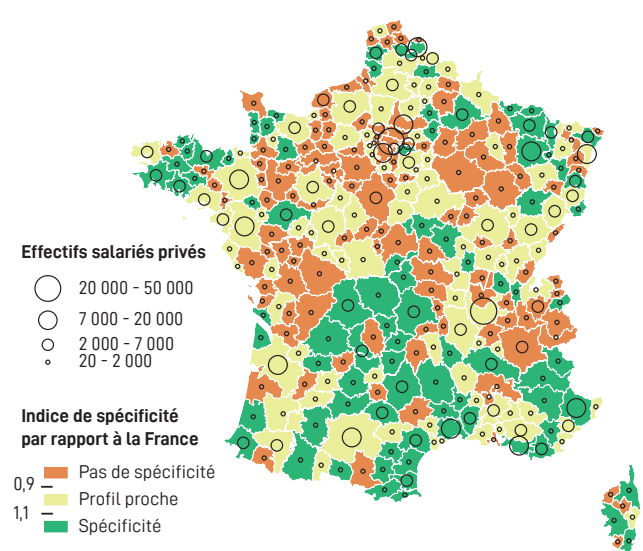 Effectifs salariés privés
20 000 - 50 000
7 000 - 20 000
2 000 - 7 000
20 - 2 000
Indice de spécificité
par rapport à la France
Pas de spécificité
0,9
Profil proche
1,1
Spécificité